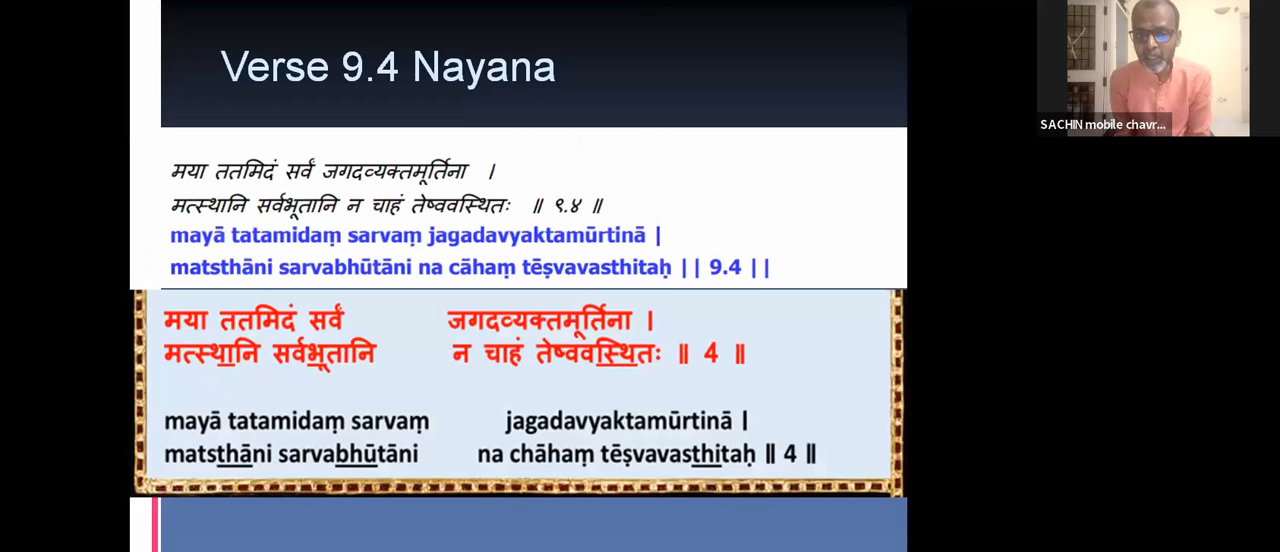 Verse 9.4 Nayana
SACHIN mobile chavr...
मया ततमिदं सर्वं जगदव्यक्तमूर्तिना ।
मत्स्थानि सर्वभूतानि न चाहं तेष्ववस्थितः ॥ ९.४ ॥
mayā tatamidaṃ sarvaṃ jagadavyaktamūrtinā |
matsthāni sarvabhūtāni na cāhaṃ tēṣvavasthitaḥ || 9.4 ||
मया ततमिदं सर्वं जगदव्यक्तमूर्तिना ।
मत्स्थानि सर्वभूतानि न चाहं तेष्ववस्थितः ॥ 4 ॥
mayā tatamidaṃ sarvaṃ jagadavyaktamūrtinā |
matsthāni sarvabhūtāni na chāhaṃ tēṣvavasthitaḥ ॥ 4 ॥